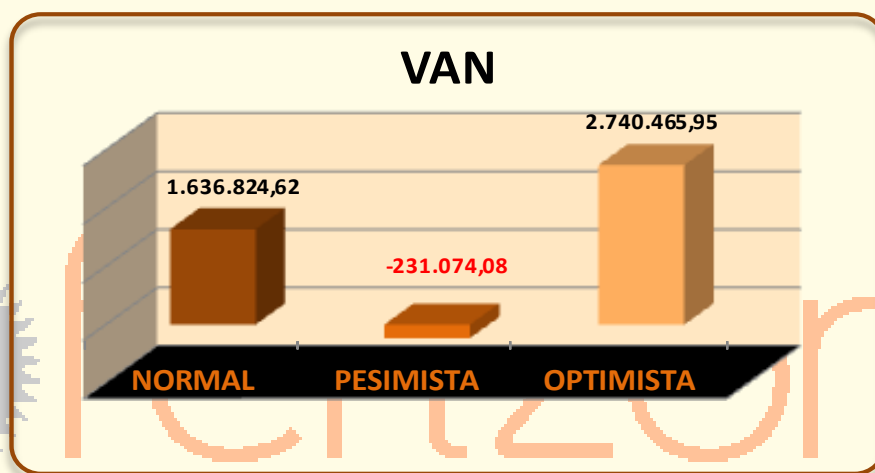 VAN
2.740.465,95
1.636.824,62
-231.074,08
NORMAL PESIMISTA OPTIMISTA